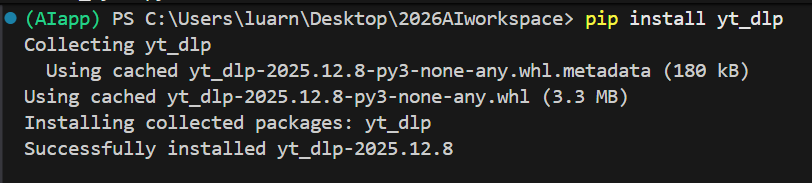 (AIapp) PS C:\Users\luarn\Desktop\2026AIworkspace> pip install yt_dlp
Collecting yt_dlp
  Using cached yt_dlp-2025.12.8-py3-none-any.whl.metadata (180 kB)
Using cached yt_dlp-2025.12.8-py3-none-any.whl (3.3 MB)
Installing collected packages: yt_dlp
Successfully installed yt_dlp-2025.12.8